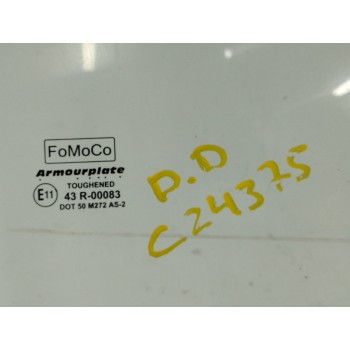 FoMoCo
Armourplate
TOUGHENED
E11 43 R-00083
DOT 50 M272 AS-2
D.D
C24375